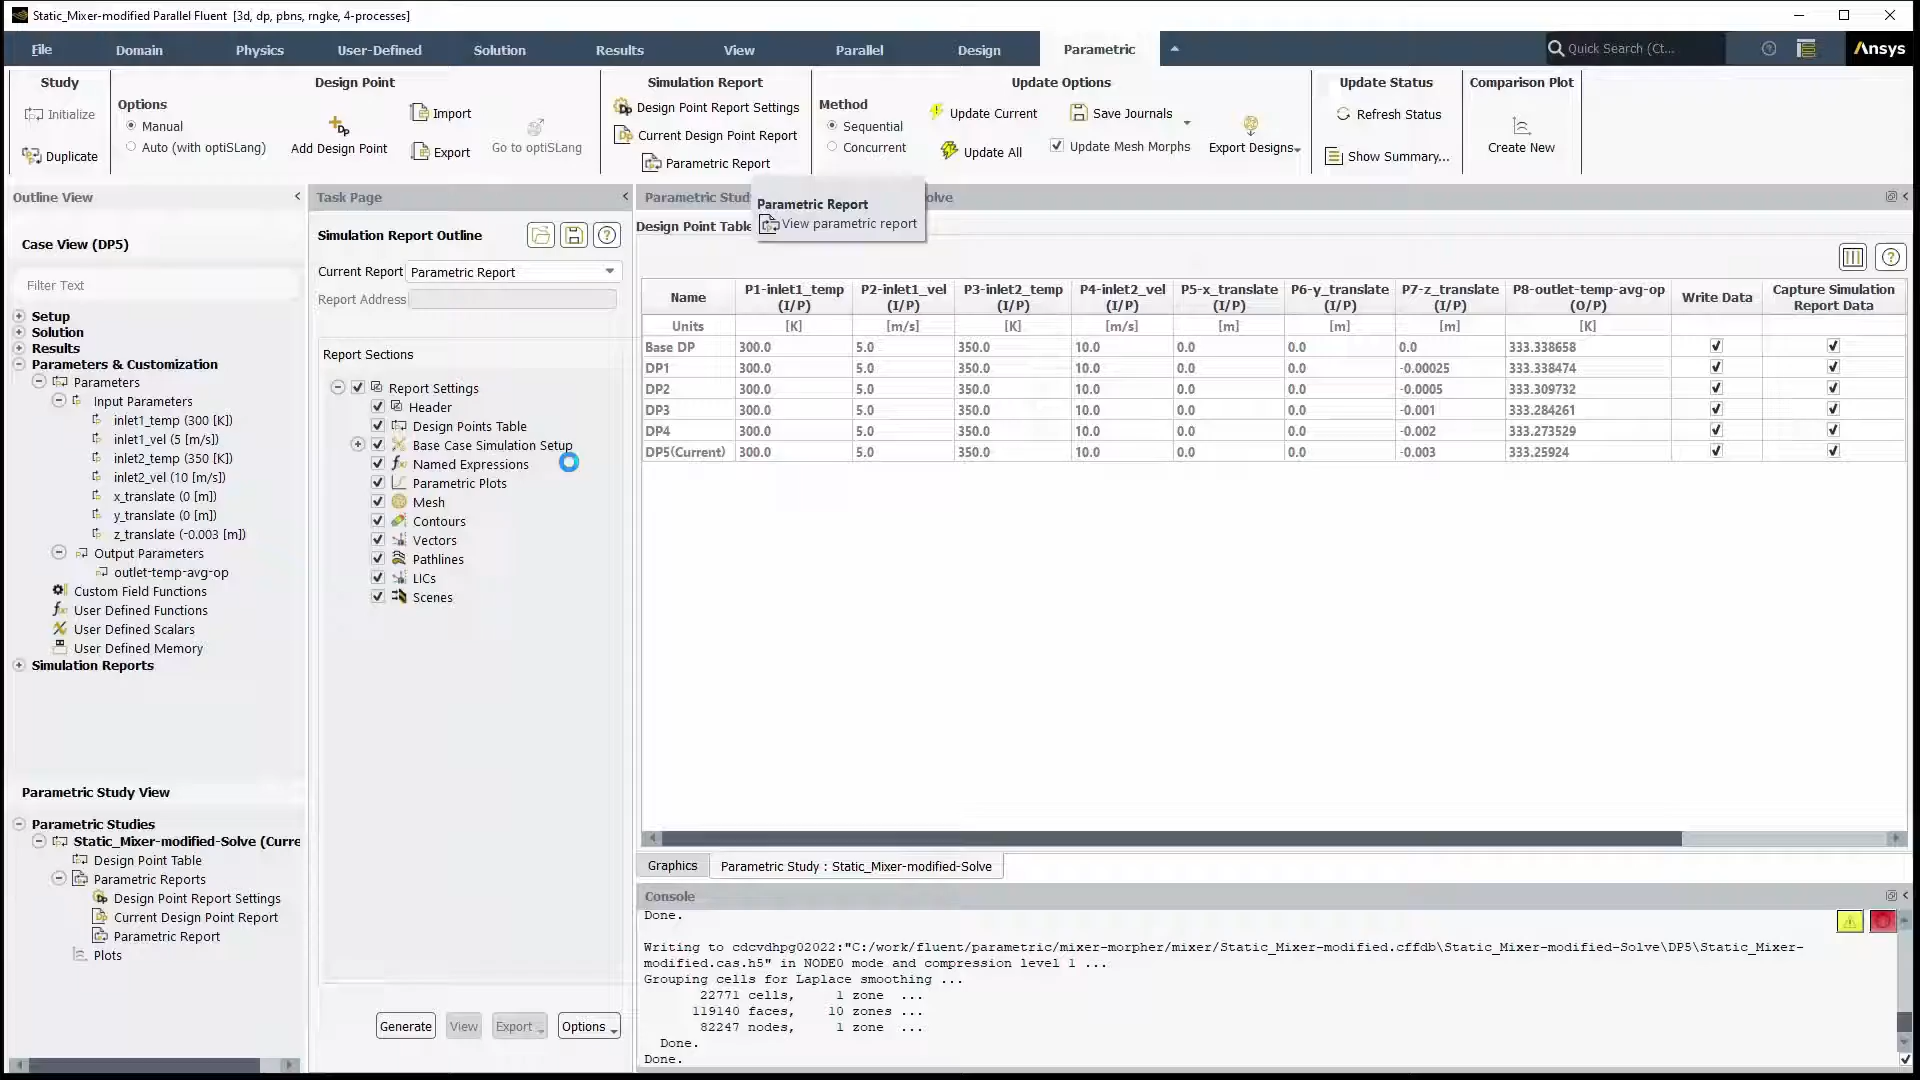 Static_Mixer-modified Parallel Fluent  [3d, dp, pbns, rngke, 4-processes]
File Domain Physics User-Defined Solution Results View Parallel Design Parametric
Quick Search (Ct...
Ansys
Study
Initialize
Duplicate
Design Point
Options
Manual
Auto (with optiSLang)
Add Design Point
Import
Export
Go to optiSLang
Simulation Report
Design Point Report Settings
Current Design Point Report
Parametric Report
Update Options
Method
Sequential
Concurrent
Update Current
Update All
Save Journals
Update Mesh Morphs
Export Designs
Update Status
Refresh Status
Show Summary...
Comparison Plot
Create New
Parametric Report
View parametric report
Outline View
Case View (DP5)
Filter Text
Setup
Solution
Results
Parameters & Customization
Parameters
Input Parameters
inlet1_temp (300 [K])
inlet1_vel (5 [m/s])
inlet2_temp (350 [K])
inlet2_vel (10 [m/s])
x_translate (0 [m])
y_translate (0 [m])
z_translate (-0.003 [m])
Output Parameters
outlet-temp-avg-op
Custom Field Functions
User Defined Functions
User Defined Scalars
User Defined Memory
Simulation Reports
Parametric Study View
Parametric Studies
Static_Mixer-modified-Solve (Curre
Design Point Table
Parametric Reports
Design Point Report Settings
Current Design Point Report
Parametric Report
Plots
Task Page
Simulation Report Outline
Current Report Parametric Report
Report Address
Report Sections
Report Settings
Header
Design Points Table
Base Case Simulation Setup
Named Expressions
Parametric Plots
Mesh
Contours
Vectors
Pathlines
LICs
Scenes
Generate View Export Options
Parametric Stud olve
Design Point Table
Name P1-inlet1_temp (I/P) P2-inlet1_vel (I/P) P3-inlet2_temp (I/P) P4-inlet2_vel (I/P) P5-x_translate (I/P) P6-y_translate (I/P) P7-z_translate (I/P) P8-outlet-temp-avg-op (O/P) Write Data Capture Simulation Report Data
Units [K] [m/s] [K] [m/s] [m] [m] [m] [K]
Base DP 300.0 5.0 350.0 10.0 0.0 0.0 0.0 333.338658
DP1 300.0 5.0 350.0 10.0 0.0 0.0 -0.00025 333.338474
DP2 300.0 5.0 350.0 10.0 0.0 0.0 -0.0005 333.309732
DP3 300.0 5.0 350.0 10.0 0.0 0.0 -0.001 333.284261
DP4 300.0 5.0 350.0 10.0 0.0 0.0 -0.002 333.273529
DP5(Current) 300.0 5.0 350.0 10.0 0.0 0.0 -0.003 333.25924
Graphics Parametric Study : Static_Mixer-modified-Solve
Console
Done.
Writing to cdcvdhpg02022:"C:/work/fluent/parametric/mixer-morpher/mixer/Static_Mixer-modified.cffdb\Static_Mixer-modified-Solve\DP5\Static_Mixer-
modified.cas.h5" in NODE0 mode and compression level 1 ...
Grouping cells for Laplace smoothing ...
22771 cells,     1 zone  ...
119140 faces,    10 zones ...
82247 nodes,     1 zone  ...
Done.
Done.